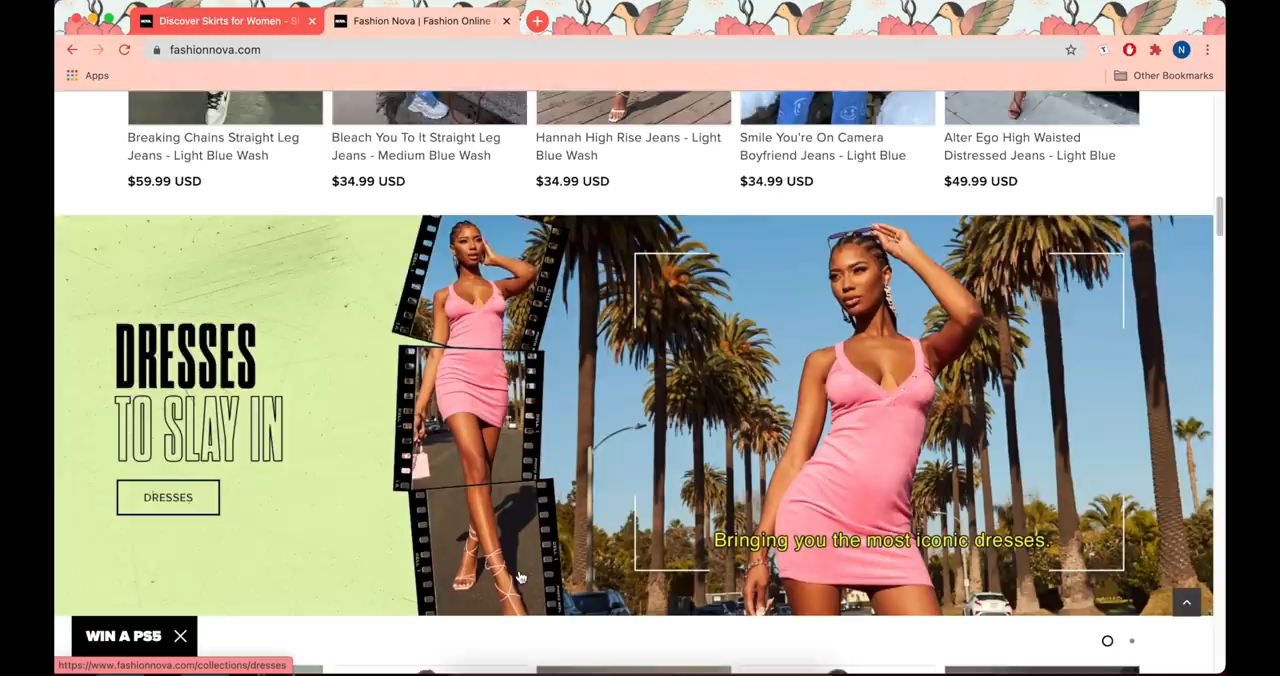 Discover Skirts for Women - S
Fashion Nova | Fashion Online
fashionnova.com
N
Apps
Other Bookmarks
Breaking Chains Straight Leg
Jeans - Light Blue Wash
$59.99 USD
Bleach You To It Straight Leg
Jeans - Medium Blue Wash
$34.99 USD
Hannah High Rise Jeans - Light
Blue Wash
$34.99 USD
Smile You're On Camera
Boyfriend Jeans - Light Blue
$34.99 USD
Alter Ego High Waisted
Distressed Jeans - Light Blue
$49.99 USD
DRESSES
TO SLAY IN
DRESSES
Bringing you the most iconic dresses.
WIN A PS5
https://www.fashionnova.com/collections/dresses